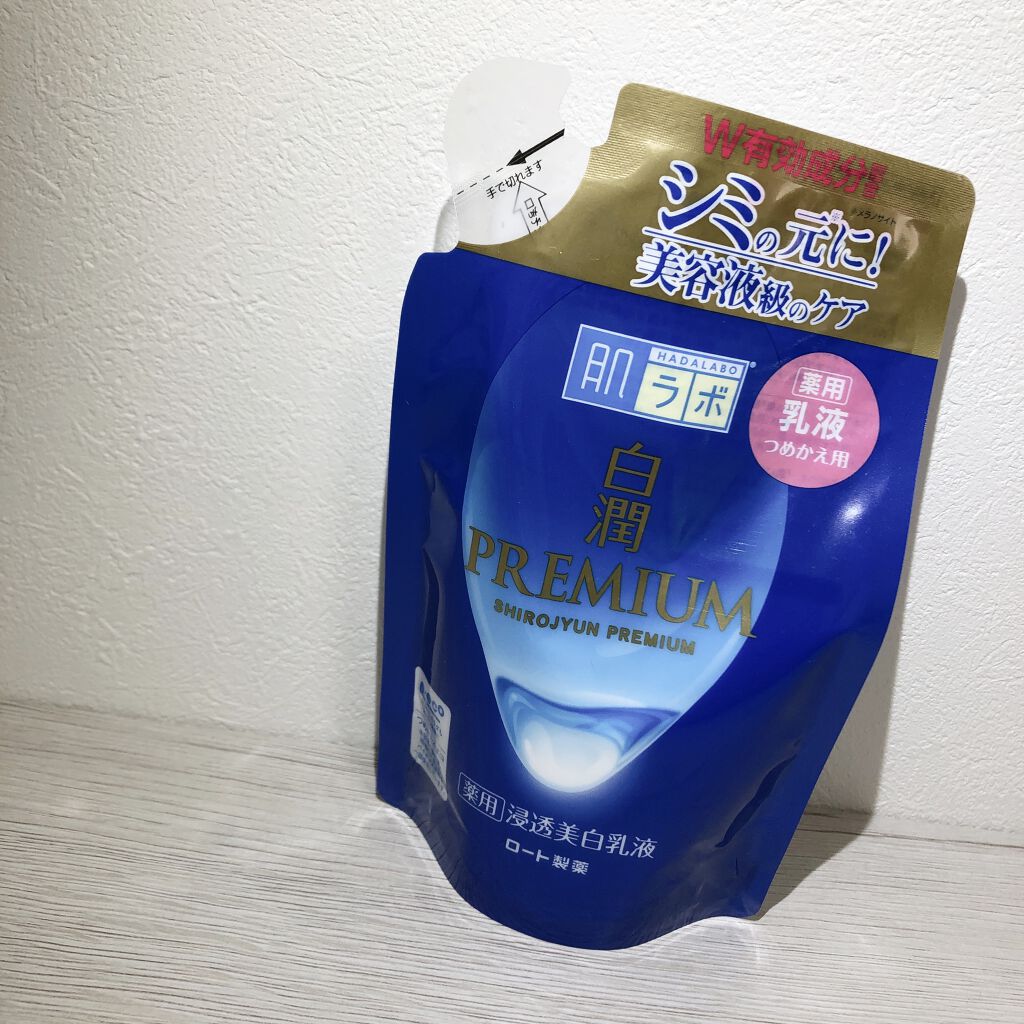 W有効成分配合
※メラノサイト
シミの元に!
※
美容液級のケア
手で切れます
肌ラボ
HADALABO
薬用
乳液
つめかえ用
白潤
PREMIUM
SHIROJYUN PREMIUM
薬用 浸透美白乳液
ロート製薬